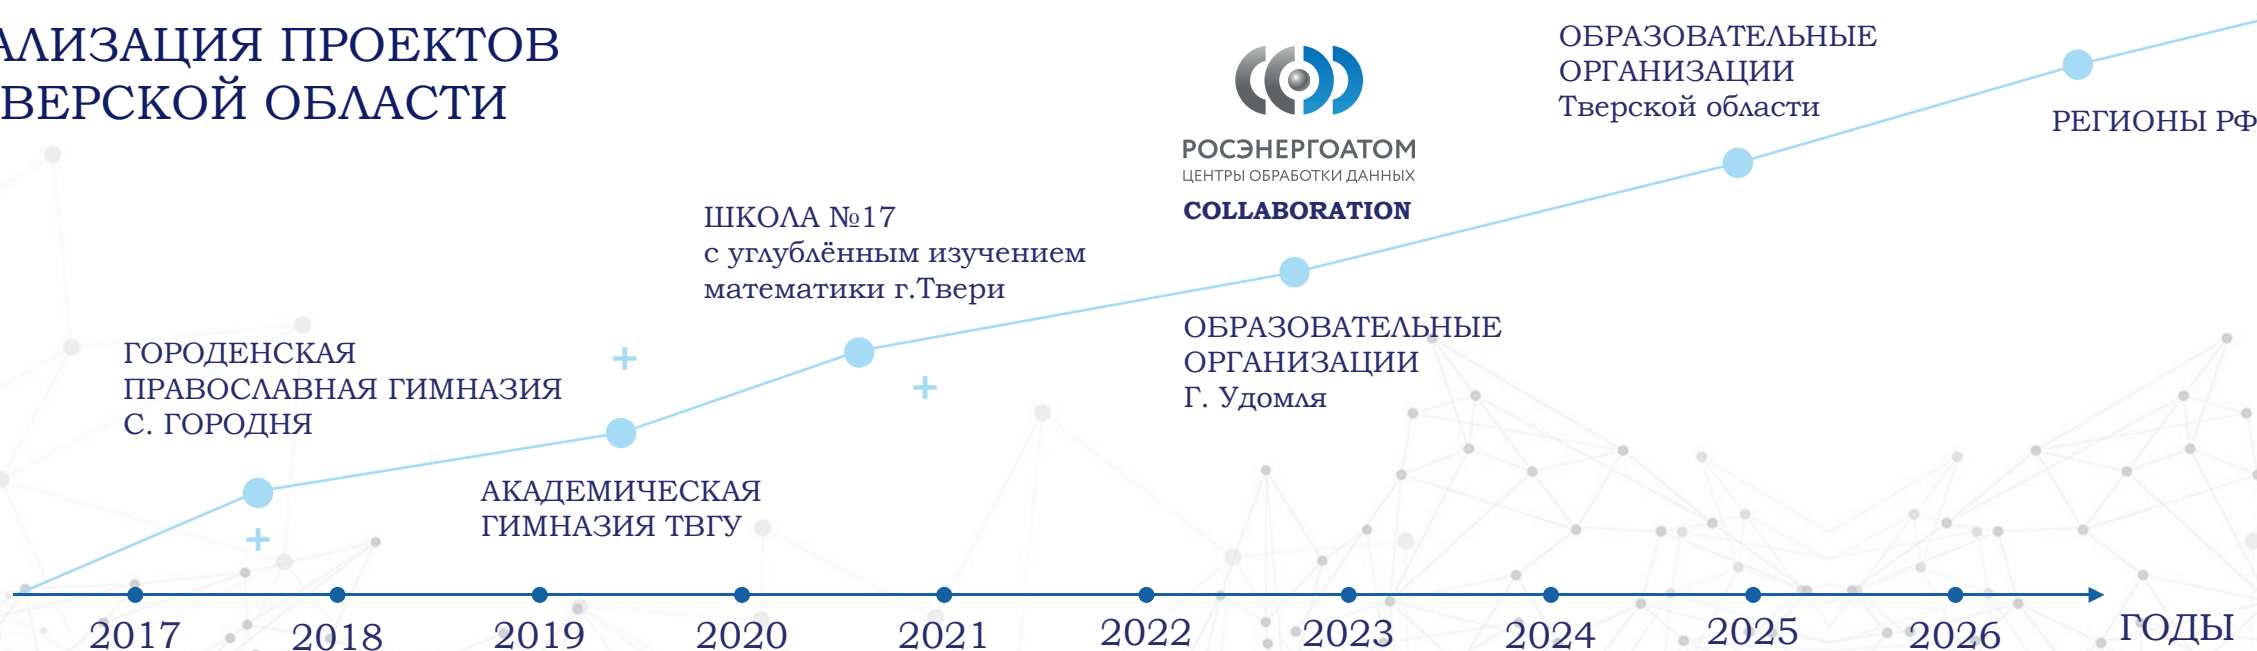 АЛИЗАЦИЯ ПРОЕКТОВ
ВЕРСКОЙ ОБЛАСТИ
ГОРОДЕНСКАЯ
ПРАВОСЛАВНАЯ ГИМНАЗИЯ
С. ГОРОДНЯ
АКАДЕМИЧЕСКАЯ
ГИМНАЗИЯ ТВГУ
ШКОЛА №17
с углублённым изучением
математики г.Твери
РОСЭНЕРГОАТОМ
ЦЕНТРЫ ОБРАБОТКИ ДАННЫХ
COLLABORATION
ОБРАЗОВАТЕЛЬНЫЕ
ОРГАНИЗАЦИИ
Г. Удомля
ОБРАЗОВАТЕЛЬНЫЕ
ОРГАНИЗАЦИИ
Тверской области
РЕГИОНЫ РФ
2017 2018 2019 2020 2021 2022 2023 2024 2025 2026 ГОДЫ